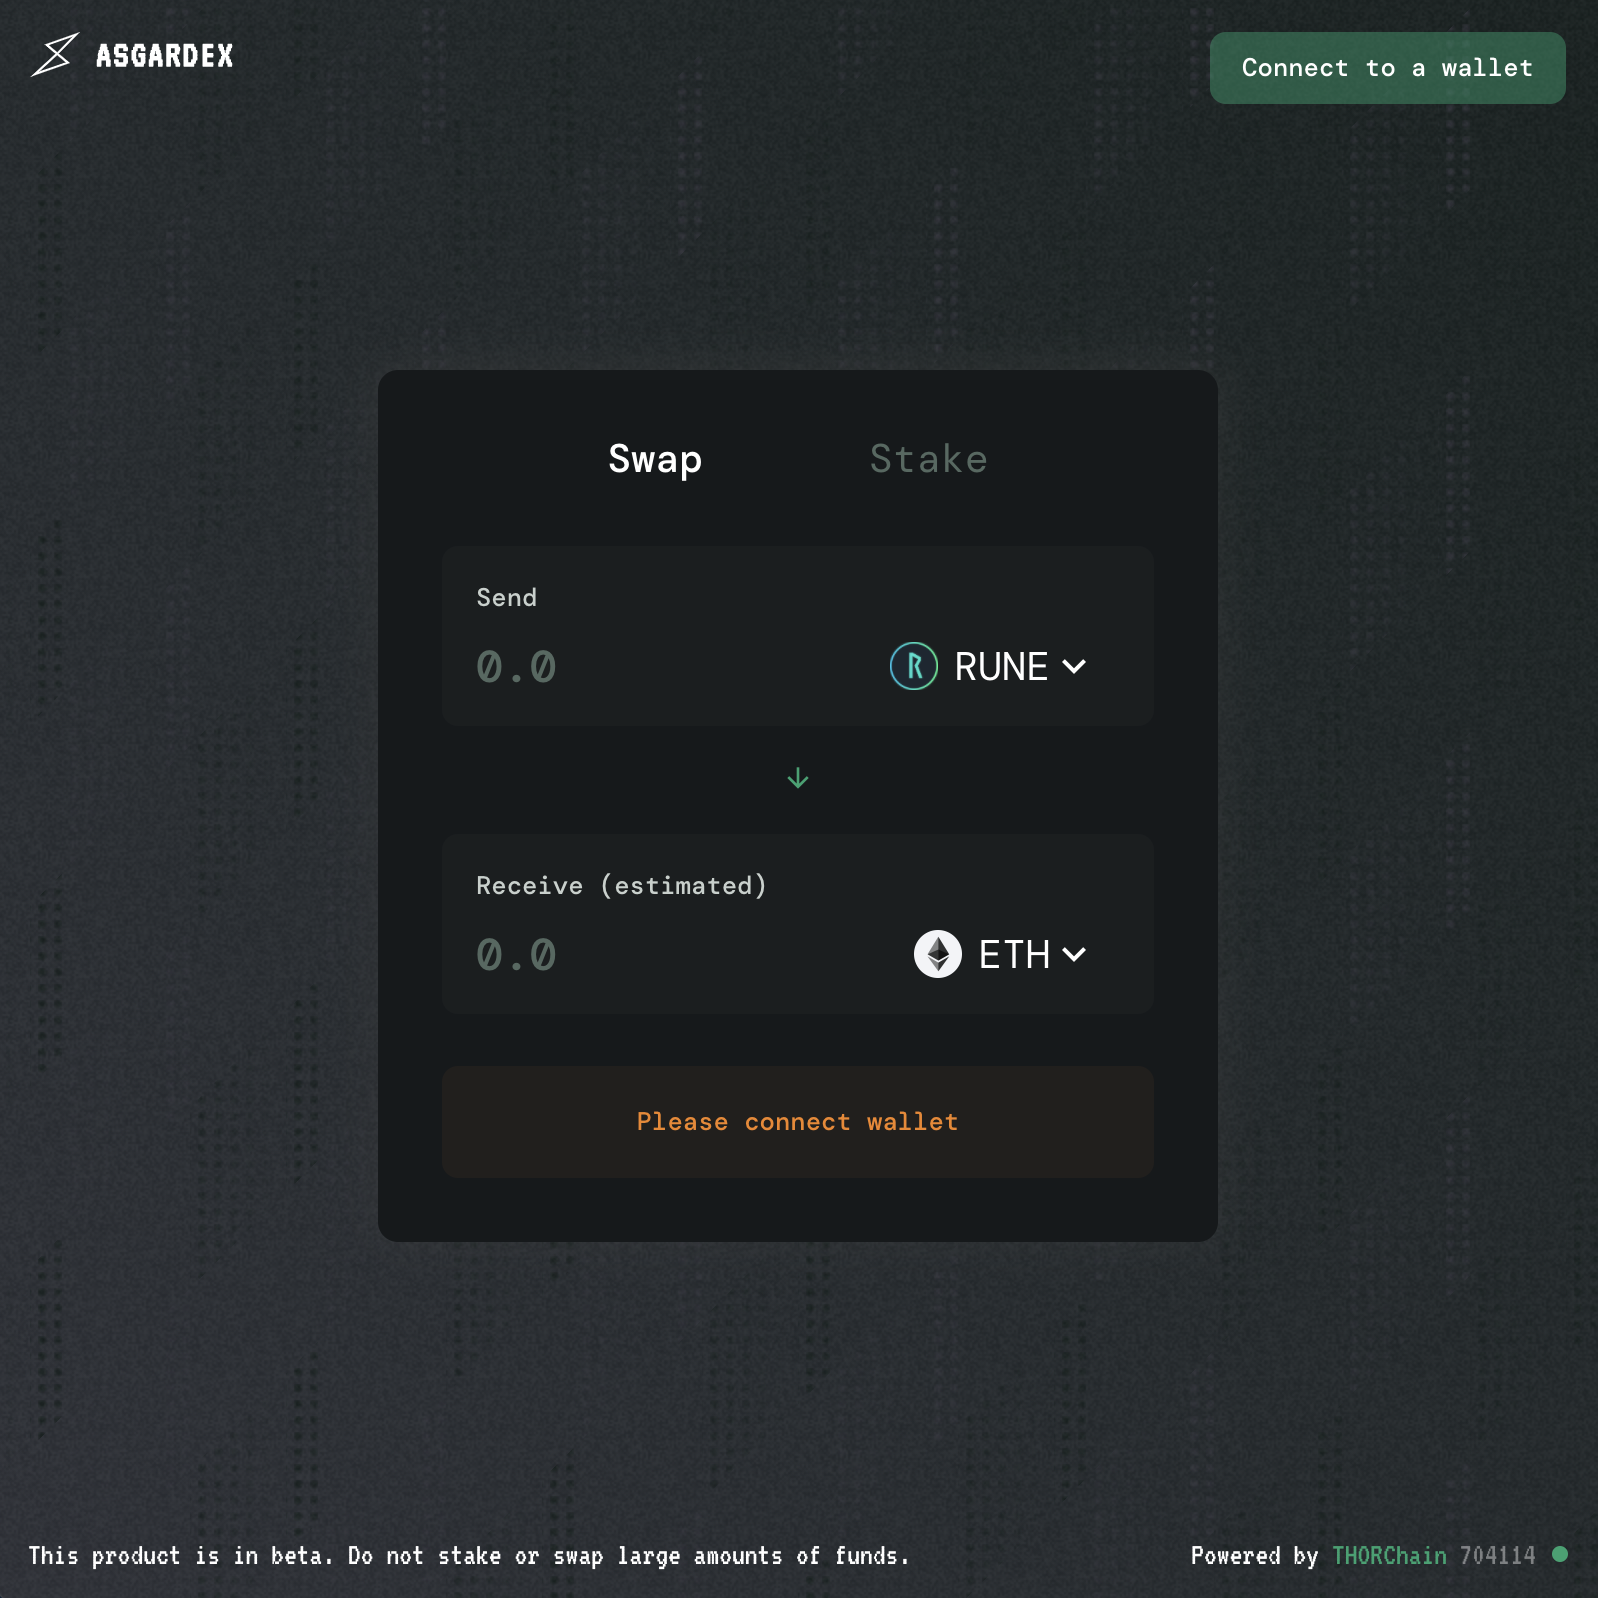 ASGARDEX
Connect to a wallet
Swap
Stake
Send
0.0
RUNE
Receive (estimated)
0.0
ETH
Please connect wallet
This product is in beta. Do not stake or swap large amounts of funds.
Powered by THORChain 704114